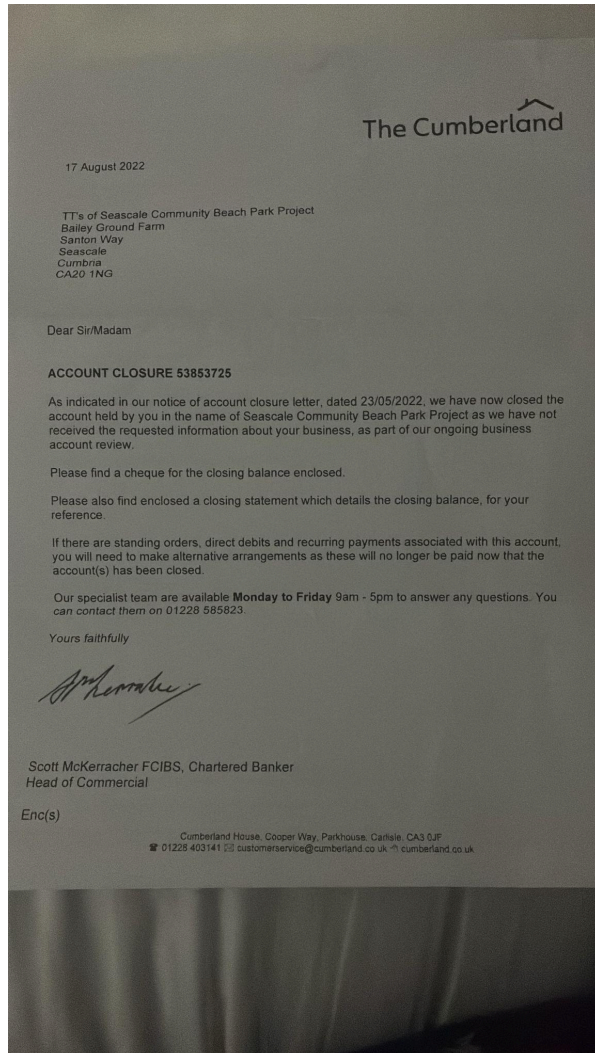 The Cumberland
17 August 2022
TT's of Seascale Community Beach Park Project
Bailey Ground Farm
Santon Way
Seascale
Cumbria
CA20 1NG
Dear Sir/Madam
ACCOUNT CLOSURE 53853725
As indicated in our notice of account closure letter, dated 23/05/2022, we have now closed the
account held by you in the name of Seascale Community Beach Park Project as we have not
received the requested information about your business, as part of our ongoing business
account review.
Please find a cheque for the closing balance enclosed.
Please also find enclosed a closing statement which details the closing balance, for your
reference.
If there are standing orders, direct debits and recurring payments associated with this account,
you will need to make alternative arrangements as these will no longer be paid now that the
account(s) has been closed.
Our specialist team are available Monday to Friday 9am - 5pm to answer any questions. You
can contact them on 01228 585823.
Yours faithfully
Scott McKerracher FCIBS, Chartered Banker
Head of Commercial
Enc(s)
Cumberland House, Cooper Way, Parkhouse, Carlisle, CA3 0JF
☎ 01228 403141 ✉ customerservice@cumberland.co.uk cumberland.co.uk